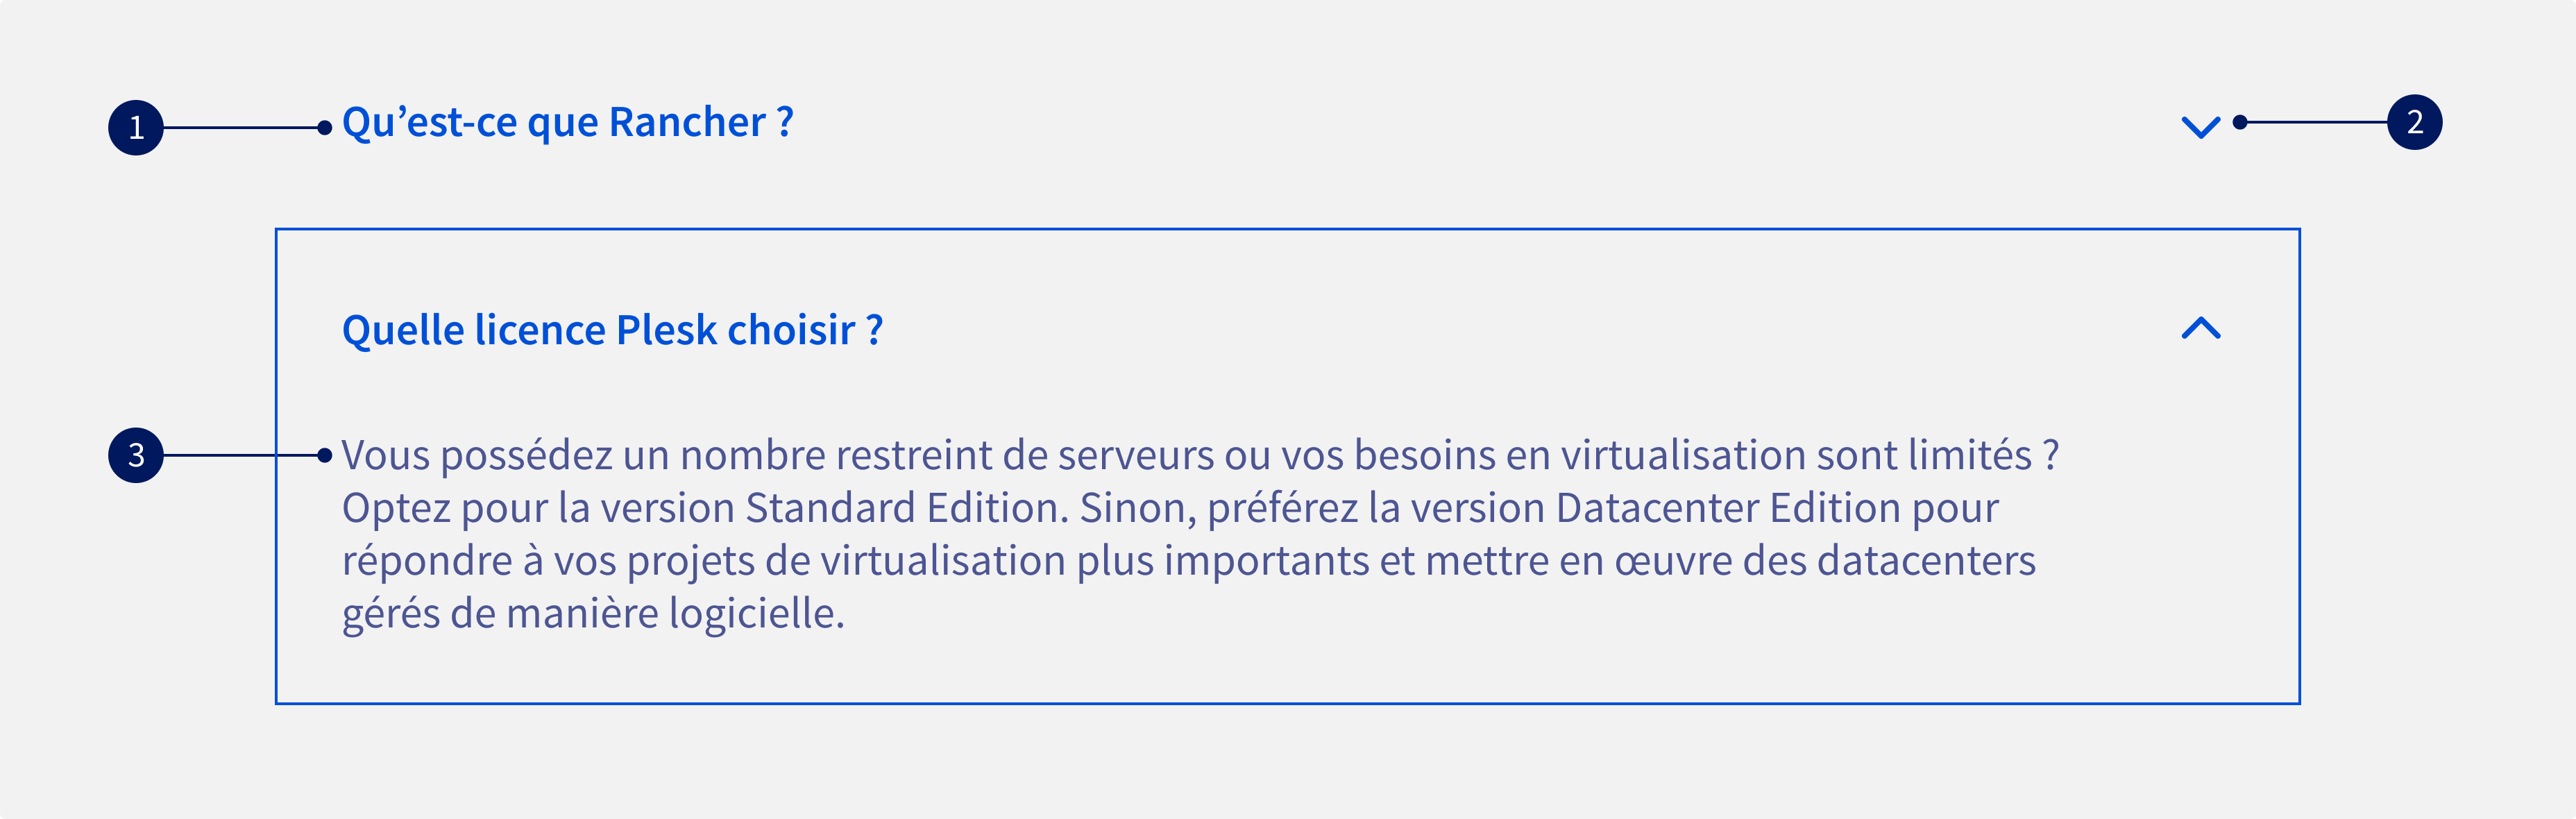 1 Qu’est-ce que Rancher ? 2
Quelle licence Plesk choisir ?
3 Vous possédez un nombre restreint de serveurs ou vos besoins en virtualisation sont limités ?
Optez pour la version Standard Edition. Sinon, préférez la version Datacenter Edition pour
répondre à vos projets de virtualisation plus importants et mettre en œuvre des datacenters
gérés de manière logicielle.